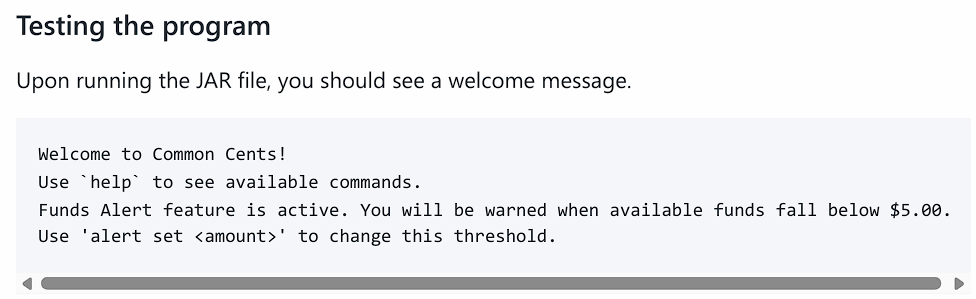 Testing the program
Upon running the JAR file, you should see a welcome message.
Welcome to Common Cents!
Use `help` to see available commands.
Funds Alert feature is active. You will be warned when available funds fall below $5.00.
Use 'alert set <amount>' to change this threshold.